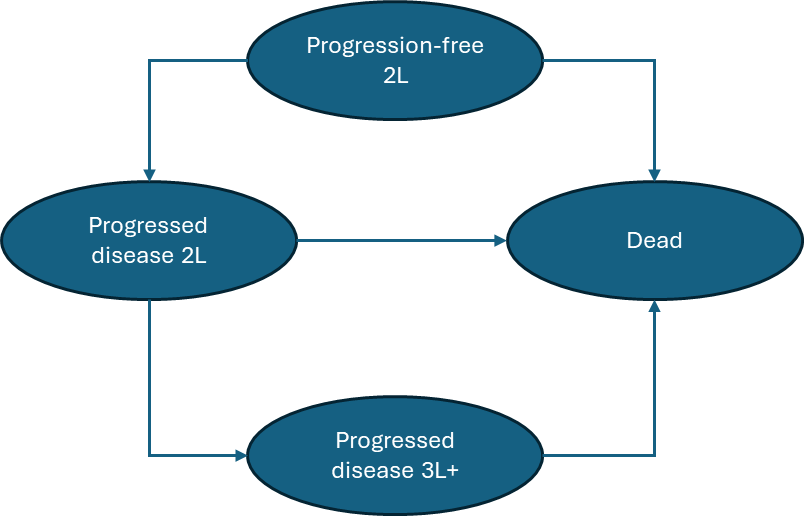 Progression-free
2L
Progressed
disease 2L
Dead
Progressed
disease 3L+